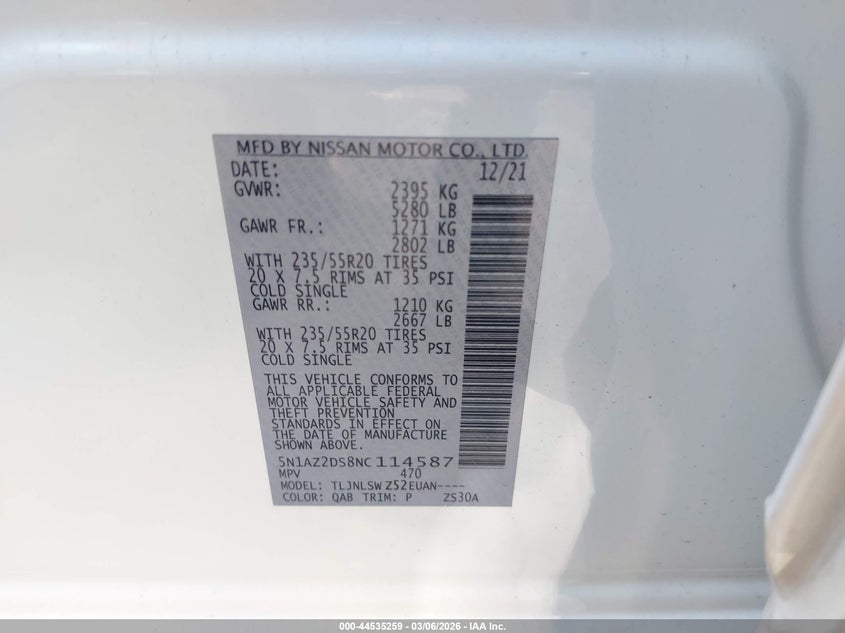 MFD BY NISSAN MOTOR CO., LTD.
DATE: 12/21
GVWR: 2395 KG
5280 LB
GAWR FR.: 1271 KG
2802 LB
WITH 235/55R20 TIRES
20 X 7.5 RIMS AT 35 PSI
COLD SINGLE
GAWR RR.: 1210 KG
2667 LB
WITH 235/55R20 TIRES
20 X 7.5 RIMS AT 35 PSI
COLD SINGLE
THIS VEHICLE CONFORMS TO
ALL APPLICABLE FEDERAL
MOTOR VEHICLE SAFETY AND
THEFT PREVENTION
STANDARDS IN EFFECT ON
THE DATE OF MANUFACTURE
SHOWN ABOVE.
5N1AZ2DS8NC114587
MPV 470
MODEL: TLJNLSW Z52EUAN----
COLOR: QAB TRIM: P ZS30A
000-44535259 - 03/06/2026 - IAA Inc.